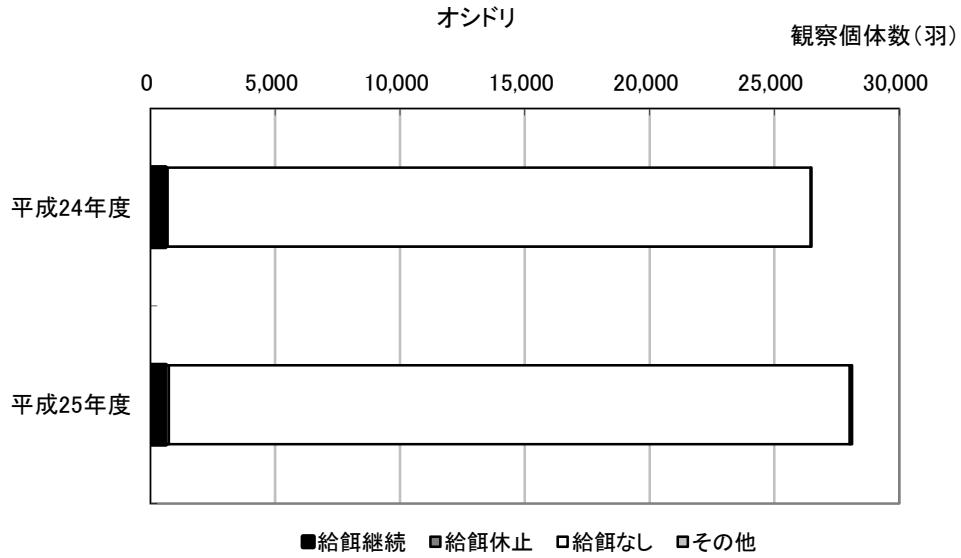 オシドリ
観察個体数(羽)
0 5,000 10,000 15,000 20,000 25,000 30,000
平成24年度
平成25年度
■給餌継続 ■給餌休止 □給餌なし ■その他